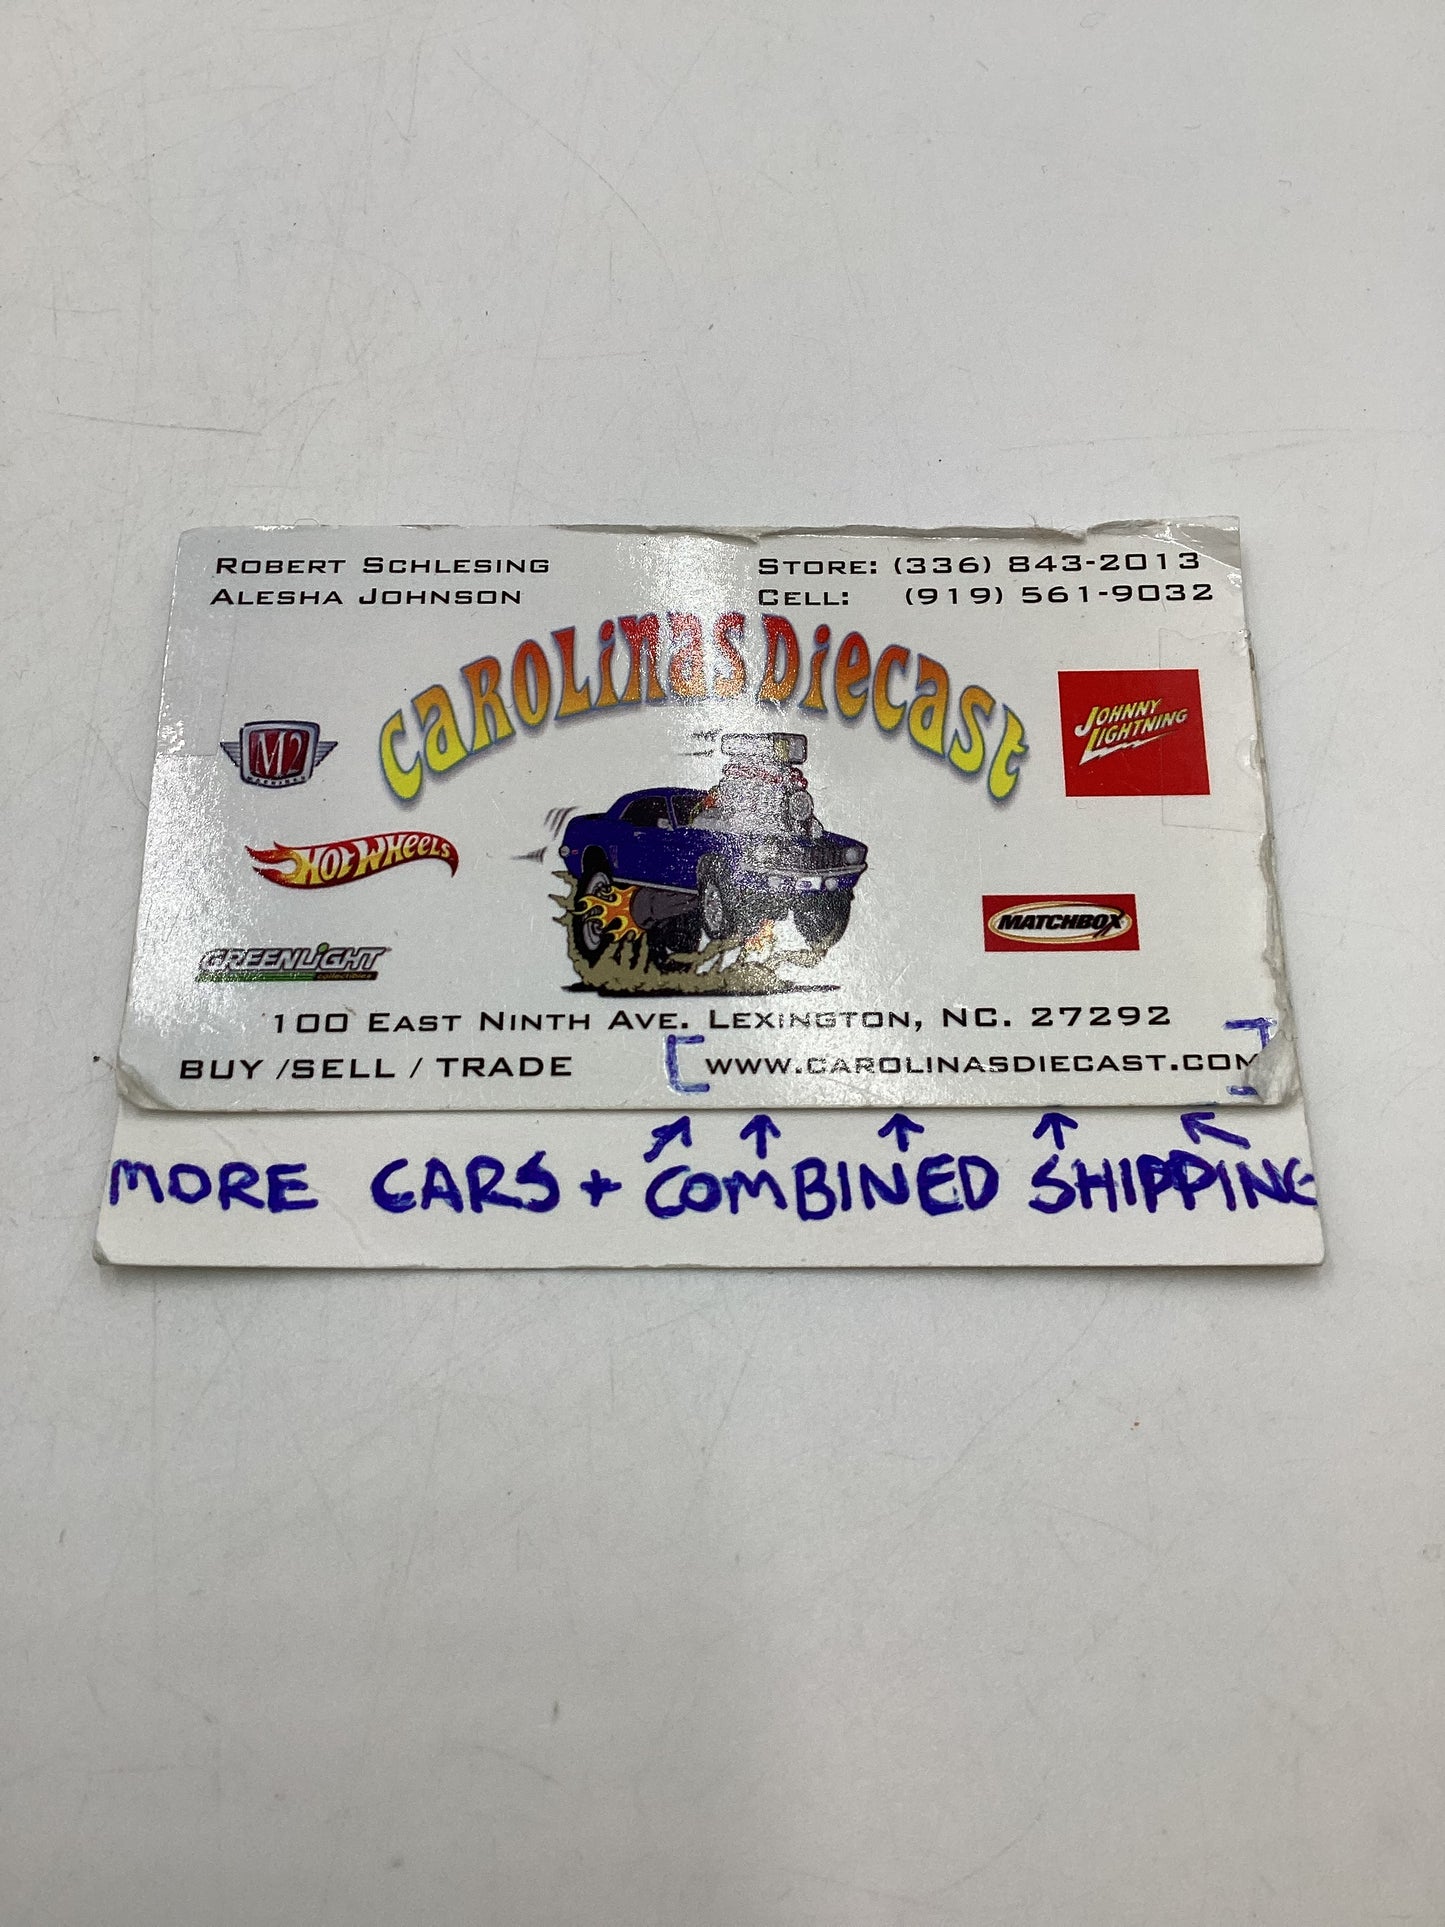 ROBERT SCHLESING
ALESHA JOHNSON
STORE: (336) 843-2013
CELL: (919) 561-9032
CAROLINAS DIECAST
M2
MACHINES
JOHNNY
LIGHTNING
HOT WHEELS
MATCHBOX
GREENLIGHT
collectibles
100 EAST NINTH AVE. LEXINGTON, NC. 27292
BUY /SELL / TRADE [WWW.CAROLINASDIECAST.COM]
↗ ↑ ↑ ↑ ↖
MORE CARS + COMBINED SHIPPING